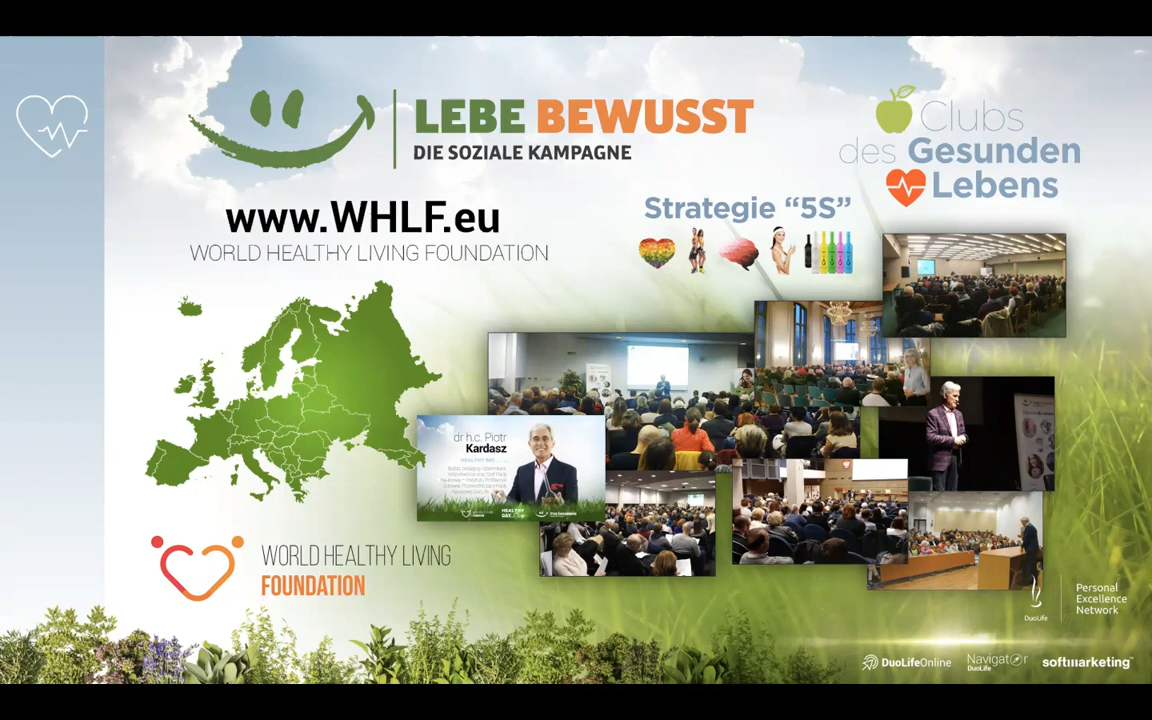 LEBE BEWUSST
DIE SOZIALE KAMPAGNE
Clubs
des Gesunden
Lebens
www.WHLF.eu
WORLD HEALTHY LIVING FOUNDATION
Strategie “5S”
dr h.c. Piotr
Kardasz
HEALTHY
DAY
WORLD HEALTHY LIVING
FOUNDATION
DuoLife
Personal
Excellence
Network
DuoLifeOnline
Navigator
DuoLife
softmarketing™